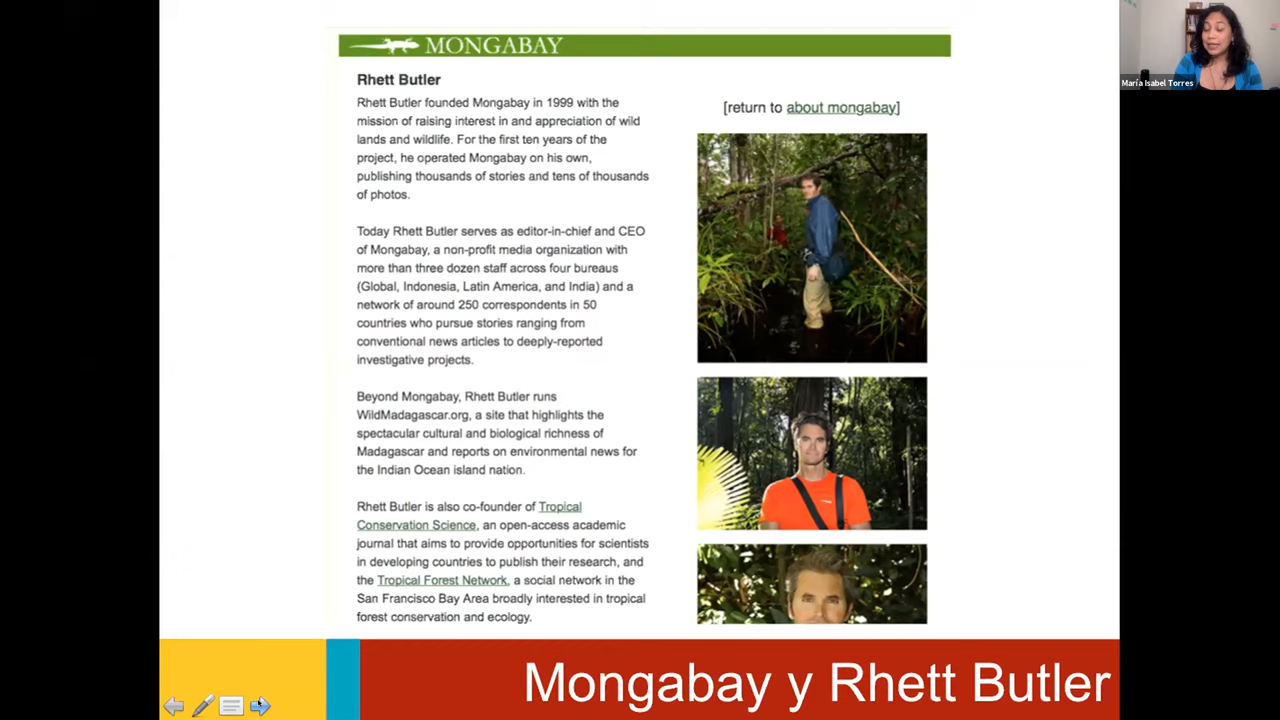 MONGABAY
Rhett Butler
Rhett Butler founded Mongabay in 1999 with the
mission of raising interest in and appreciation of wild
lands and wildlife. For the first ten years of the
project, he operated Mongabay on his own,
publishing thousands of stories and tens of thousands
of photos.
Today Rhett Butler serves as editor-in-chief and CEO
of Mongabay, a non-profit media organization with
more than three dozen staff across four bureaus
(Global, Indonesia, Latin America, and India) and a
network of around 250 correspondents in 50
countries who pursue stories ranging from
conventional news articles to deeply-reported
investigative projects.
Beyond Mongabay, Rhett Butler runs
WildMadagascar.org, a site that highlights the
spectacular cultural and biological richness of
Madagascar and reports on environmental news for
the Indian Ocean island nation.
Rhett Butler is also co-founder of Tropical
Conservation Science, an open-access academic
journal that aims to provide opportunities for scientists
in developing countries to publish their research, and
the Tropical Forest Network, a social network in the
San Francisco Bay Area broadly interested in tropical
forest conservation and ecology.
[return to about mongabay]
María Isabel Torres
Mongabay y Rhett Butler